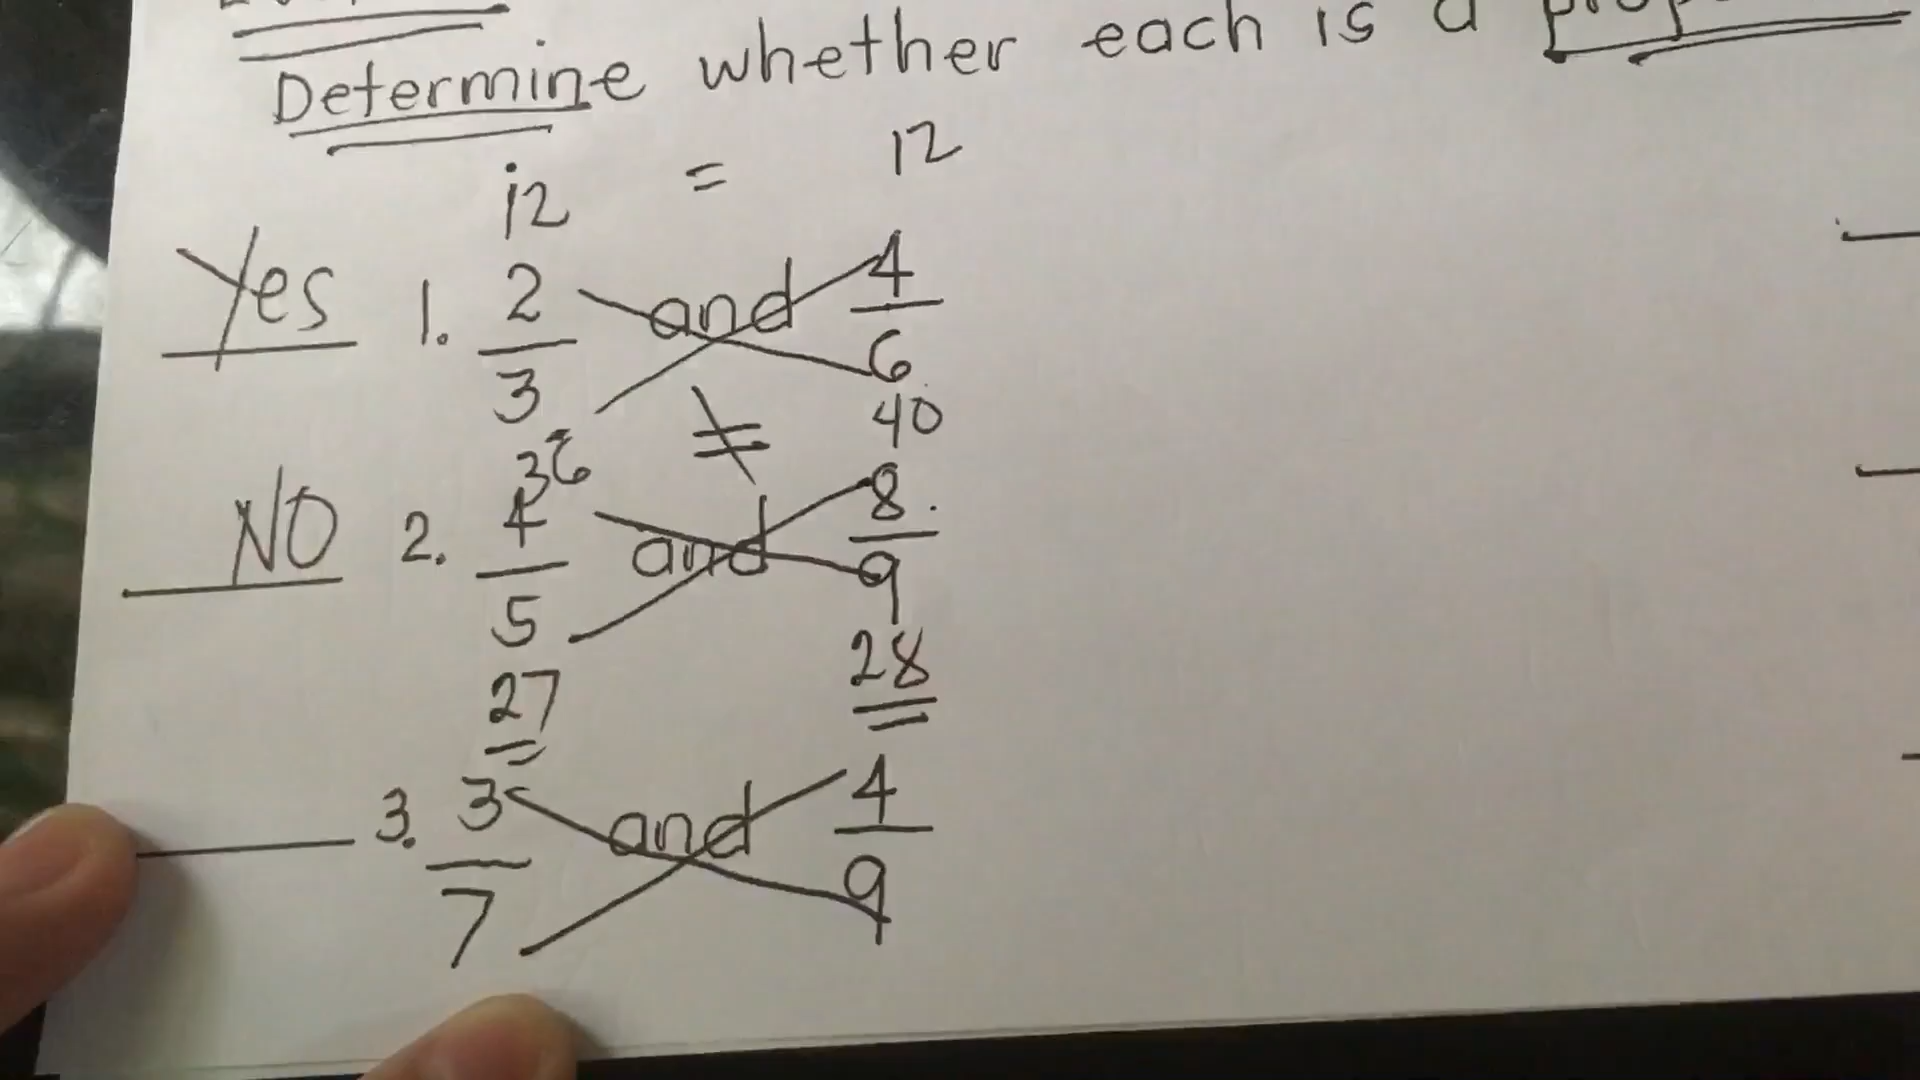 Determine whether each is a
12 = 12
Yes 1. 2/3 and 4/6
36 ≠ 40
NO 2. 4/5 and 8/9
27 28
3. 3/7 and 4/9